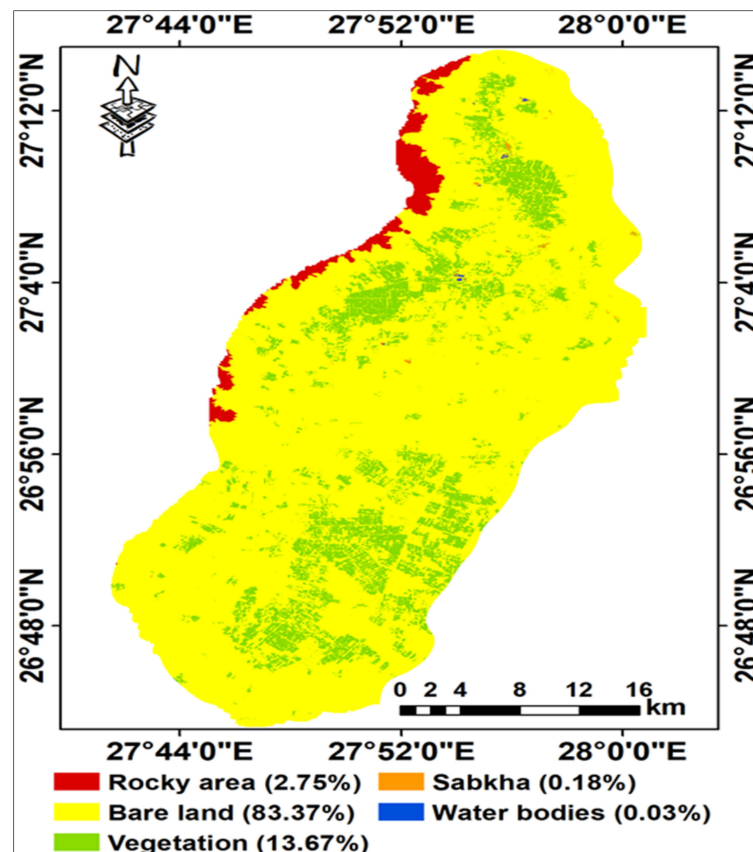 27°44'0"E 27°52'0"E 28°0'0"E
N
27°12'0"N 27°12'0"N
27°4'0"N 27°4'0"N
26°56'0"N 26°56'0"N
26°48'0"N 26°48'0"N
0 2 4 8 12 16
km
27°44'0"E 27°52'0"E 28°0'0"E
Rocky area (2.75%) Sabkha (0.18%)
Bare land (83.37%) Water bodies (0.03%)
Vegetation (13.67%)